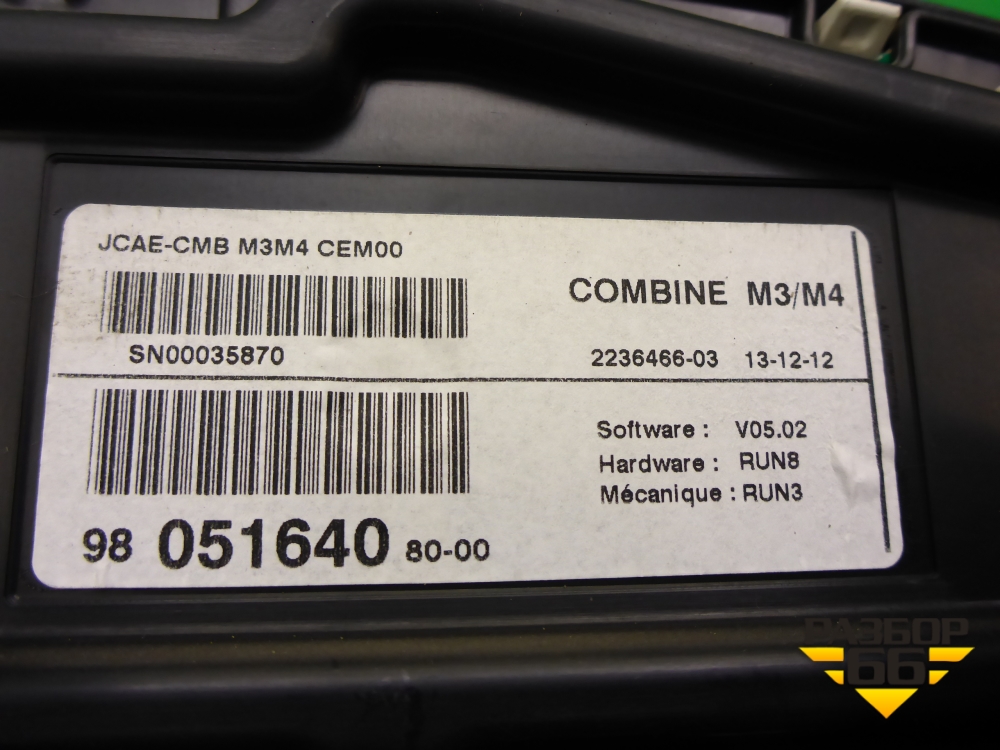 JCAE-CMB M3M4 CEM00
COMBINE M3/M4
SN00035870
2236466-03 13-12-12
Software : V05.02
Hardware : RUN8
Mécanique : RUN3
98 051640 80-00
РАЗБОР
66